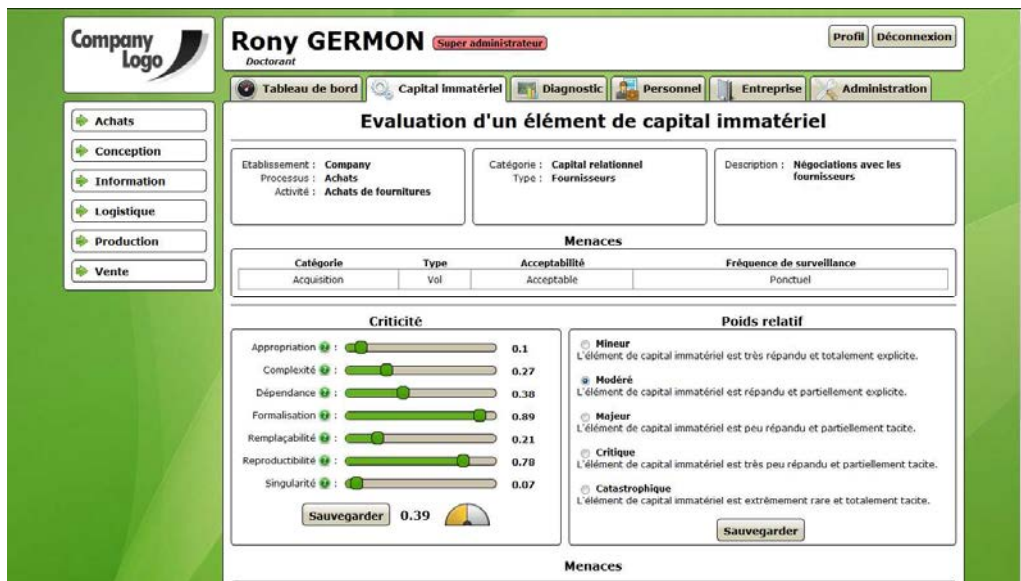 Company
Logo
Rony GERMON Super administrateur
Doctorant
Profil Déconnexion
Tableau de bord Capital immatériel Diagnostic Personnel Entreprise Administration
Achats
Conception
Information
Logistique
Production
Vente
Evaluation d'un élément de capital immatériel
Etablissement : Company
Processus : Achats
Activité : Achats de fournitures
Catégorie : Capital relationnel
Type : Fournisseurs
Description : Négociations avec les
fournisseurs
Menaces
Catégorie Type Acceptabilité Fréquence de surveillance
Acquisition Vol Acceptable Ponctuel
Criticité
Appropriation : 0.1
Complexité : 0.27
Dépendance : 0.38
Formalisation : 0.89
Remplaçabilité : 0.21
Reproductibilité : 0.78
Singularité : 0.07
Sauvegarder 0.39
Poids relatif
Mineur
L'élément de capital immatériel est très répandu et totalement explicite.
Modéré
L'élément de capital immatériel est répandu et partiellement explicite.
Majeur
L'élément de capital immatériel est peu répandu et partiellement tacite.
Critique
L'élément de capital immatériel est très peu répandu et partiellement tacite.
Catastrophique
L'élément de capital immatériel est extrêmement rare et totalement tacite.
Sauvegarder
Menaces